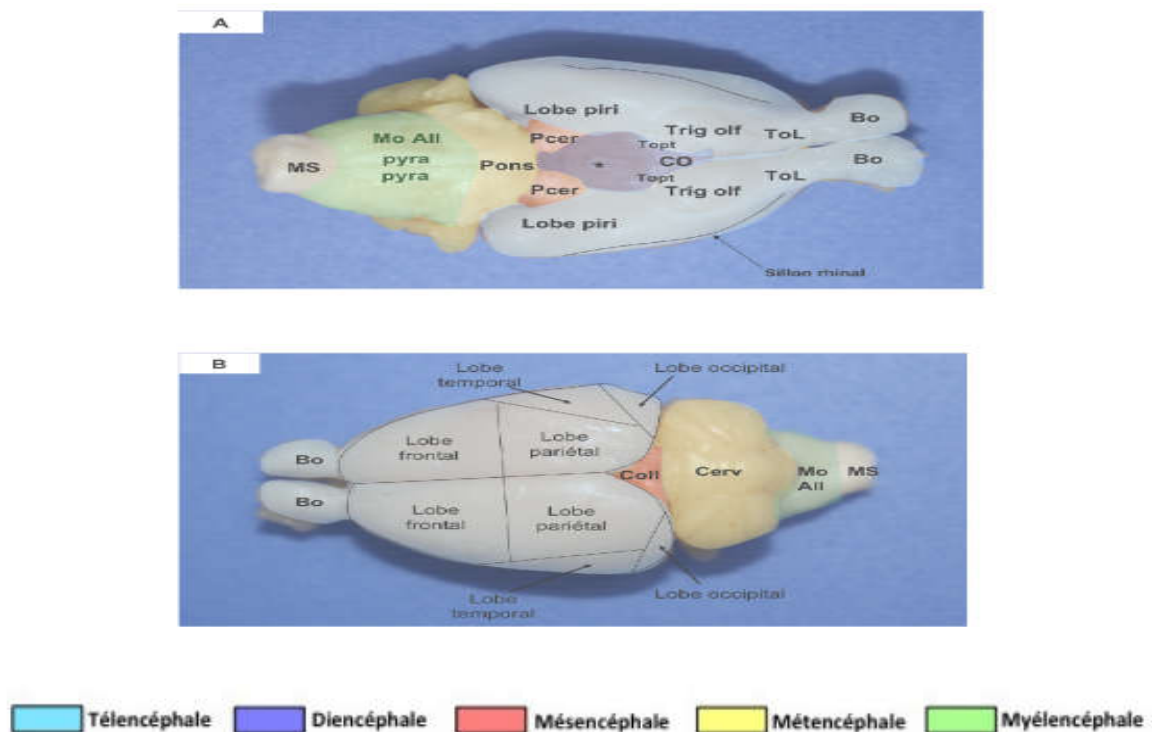 A
Lobe piri
Bo
Mo All
Trig olf
ToL
Pcer
Topt
MS
pyra
Pons
*
CO
Bo
pyra
Topt
ToL
Pcer
Trig olf
Lobe piri
Sillon rhinal
B
Lobe
temporal
Lobe occipital
Lobe
frontal
Lobe
pariétal
Bo
Coll
Cerv
Mo
All
MS
Bo
Lobe
frontal
Lobe
pariétal
Lobe
temporal
Lobe occipital
Télencéphale
Diencéphale
Mésencéphale
Métencéphale
Myélencéphale